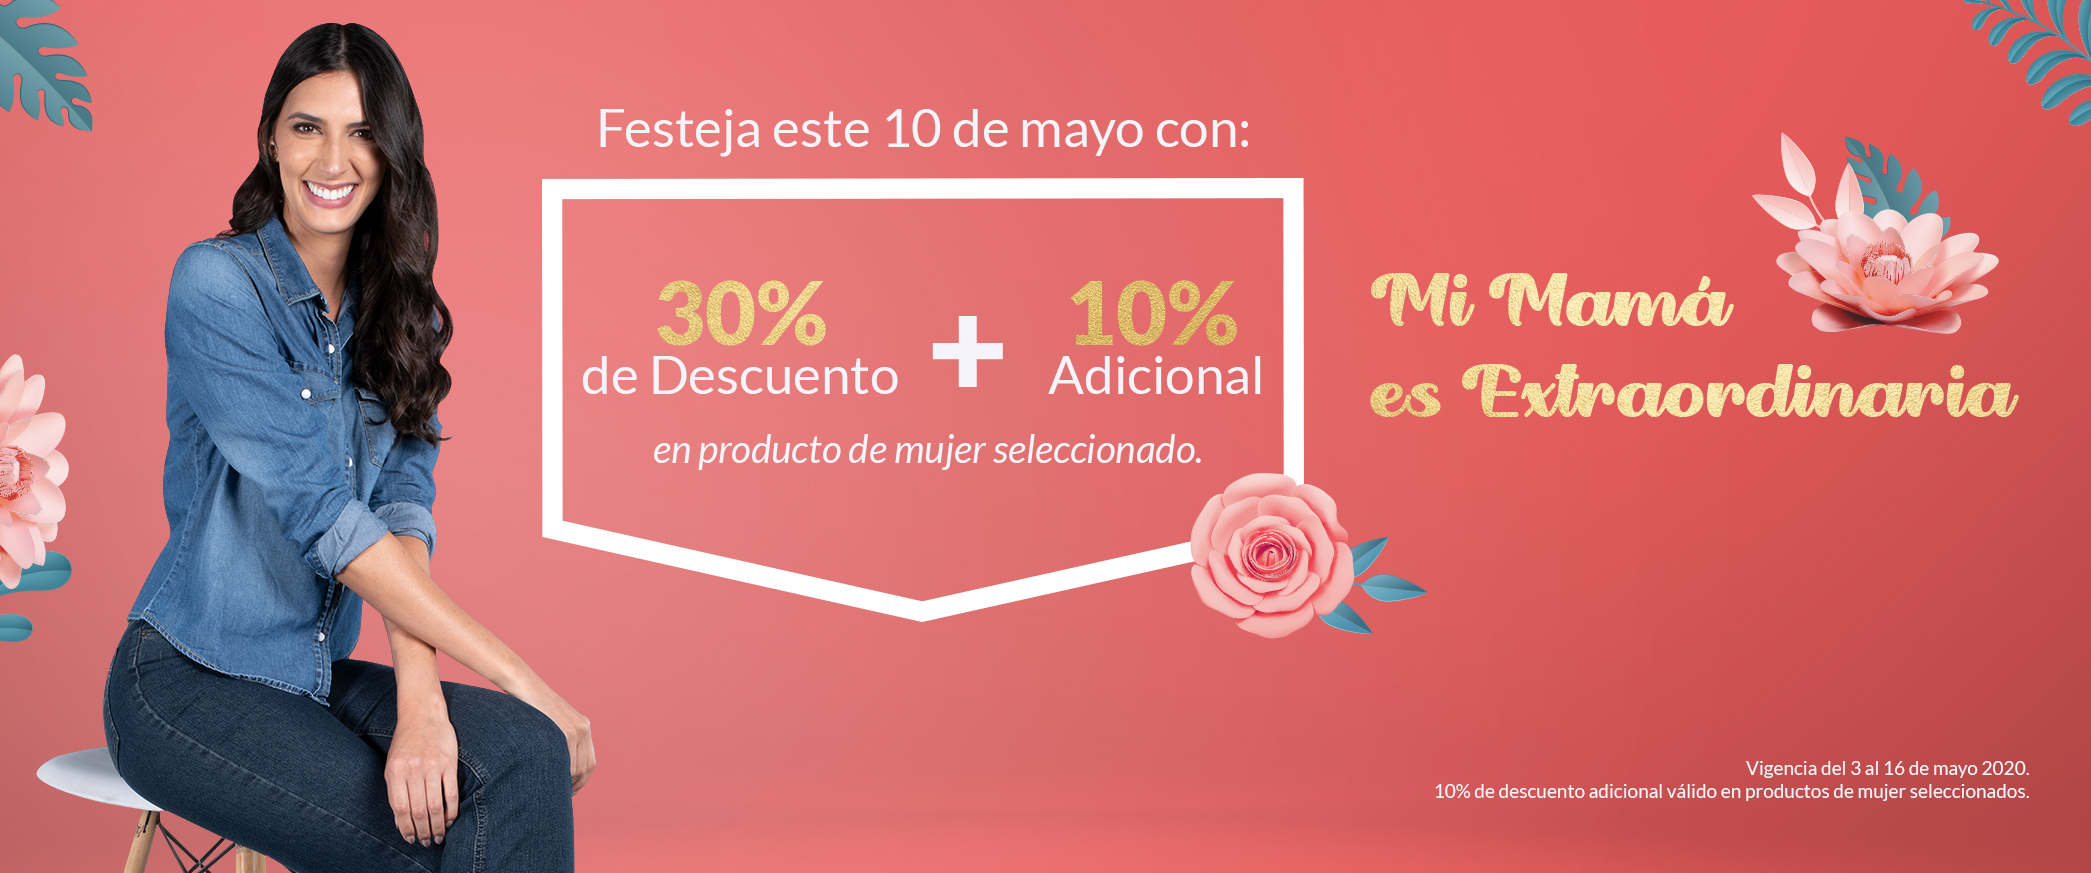 Festeja este 10 de mayo con:
30%
de Descuento
+
10%
Adicional
en producto de mujer seleccionado.
Mi Mamá
es Extraordinaria
Vigencia del 3 al 16 de mayo 2020.
10% de descuento adicional válido en productos de mujer seleccionados.